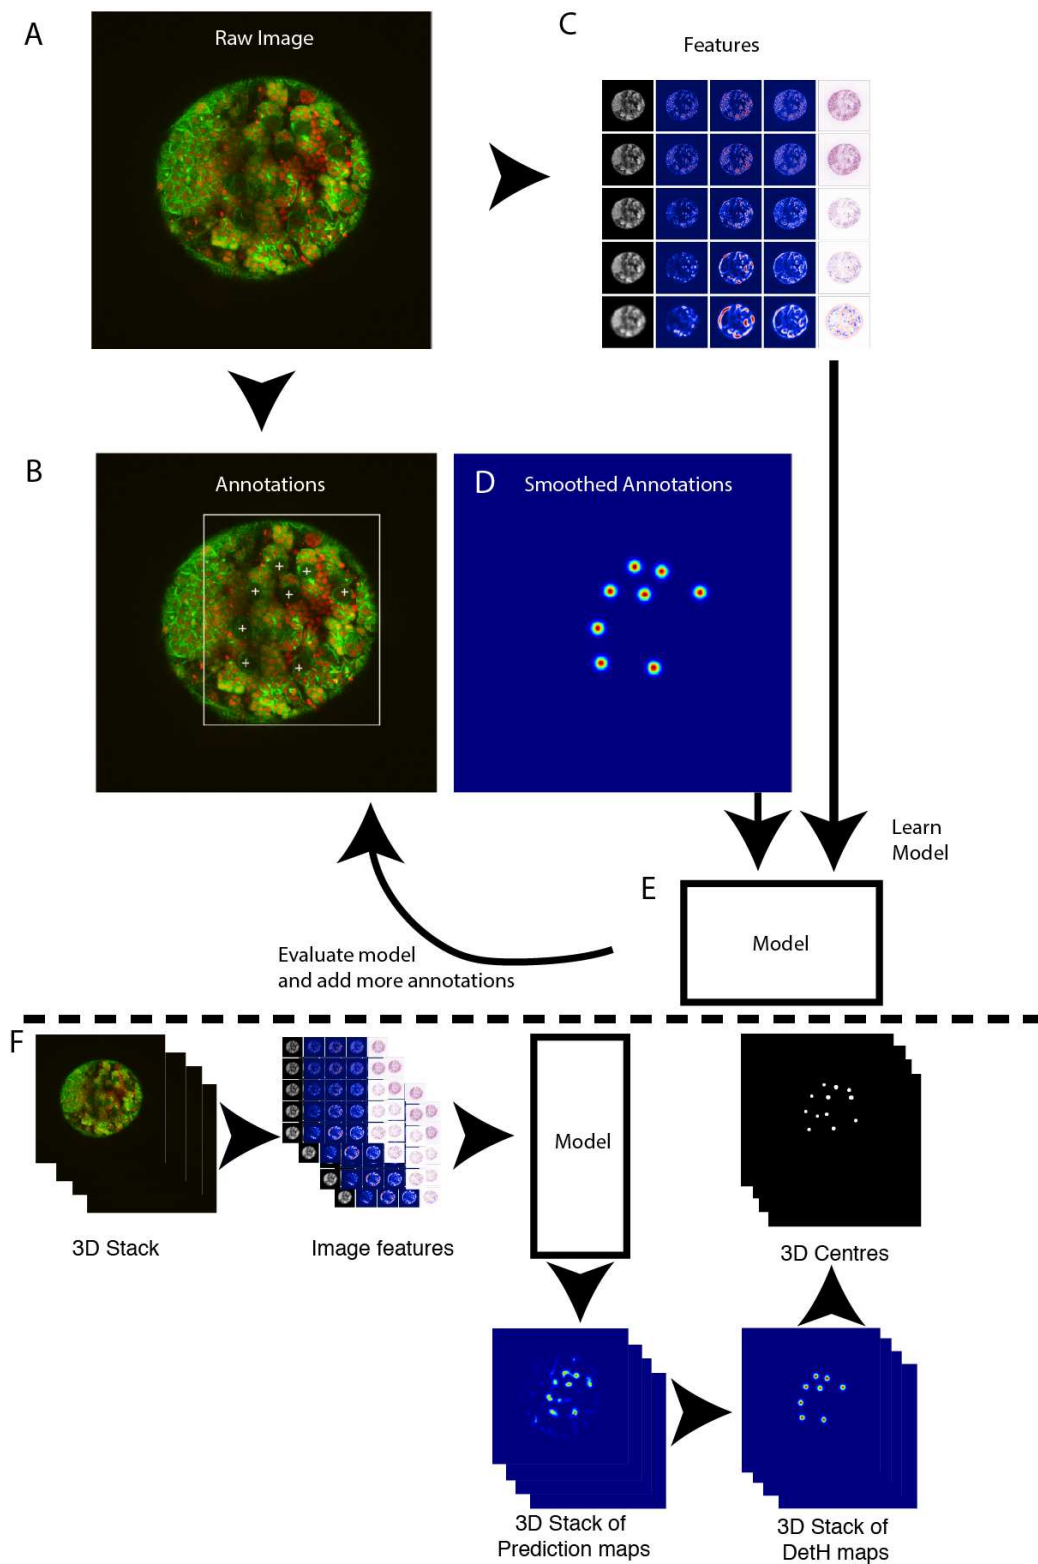 A
Raw Image
C
Features
B
Annotations
D
Smoothed Annotations
Learn
Model
E
Model
Evaluate model
and add more annotations
F
3D Stack
Image features
Model
3D Centres
3D Stack of
Prediction maps
3D Stack of
DetH maps